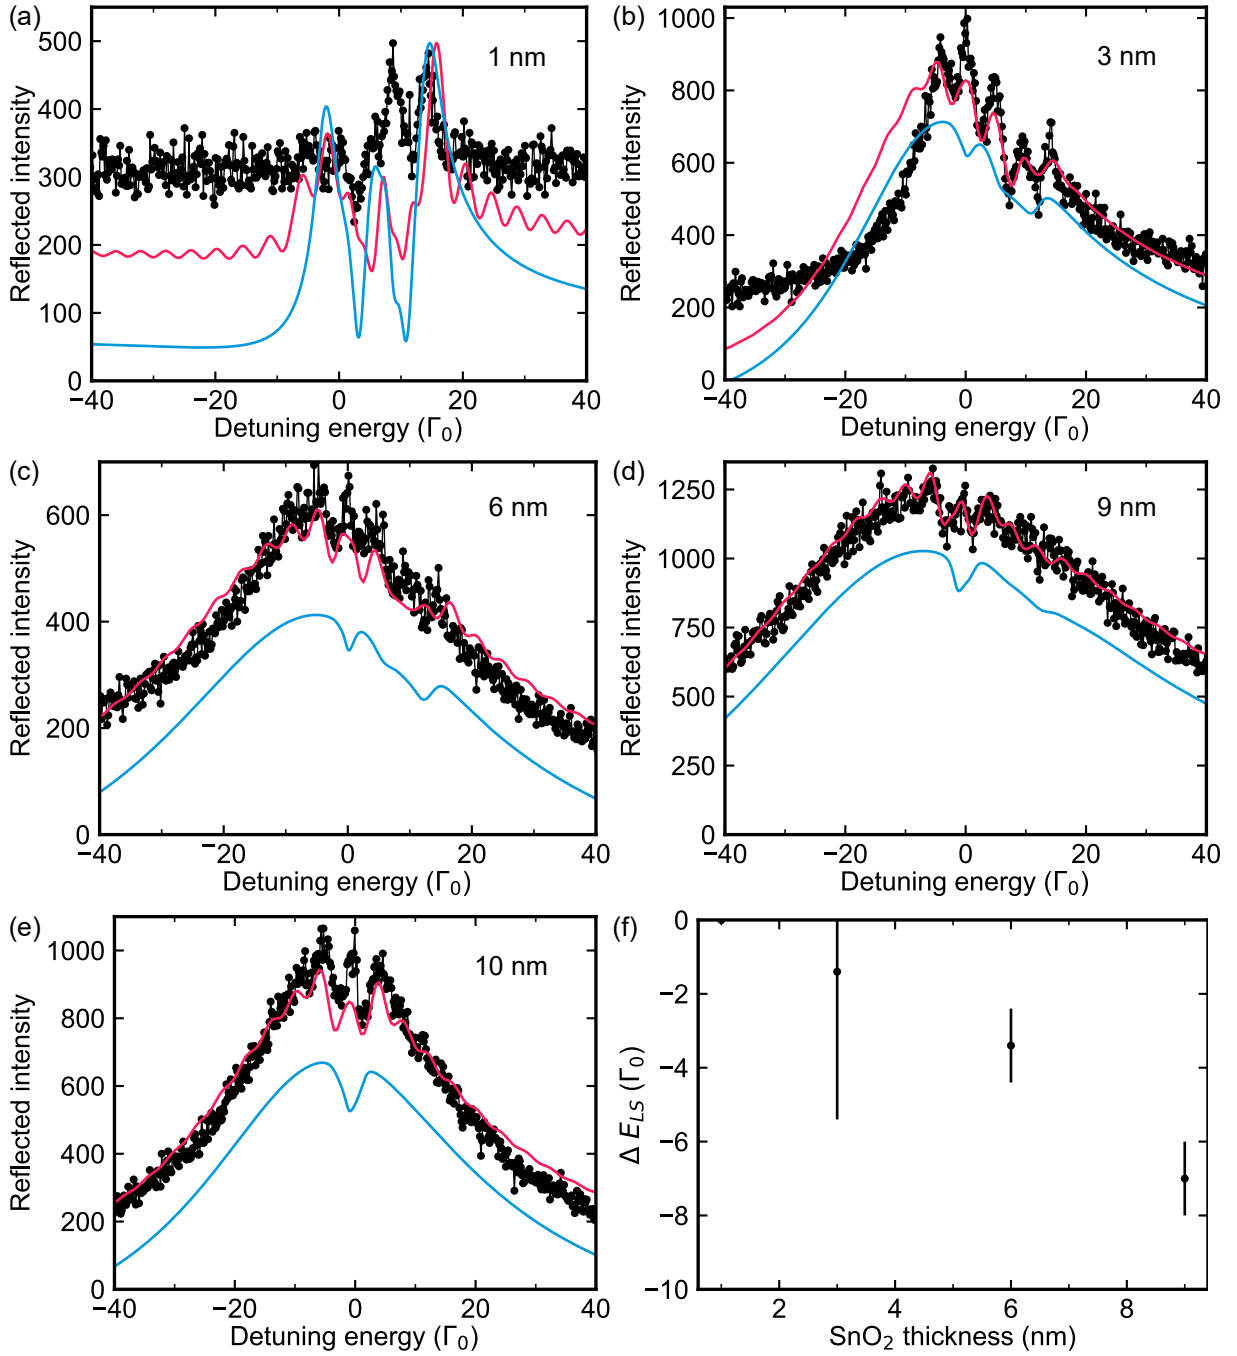 (a)
1 nm
Reflected intensity
500
400
300
200
100
0
−40 −20 0 20 40
Detuning energy (Γ₀)
(b)
3 nm
Reflected intensity
1000
800
600
400
200
0
−40 −20 0 20 40
Detuning energy (Γ₀)
(c)
6 nm
Reflected intensity
600
400
200
0
−40 −20 0 20 40
Detuning energy (Γ₀)
(d)
9 nm
Reflected intensity
1250
1000
750
500
250
0
−40 −20 0 20 40
Detuning energy (Γ₀)
(e)
10 nm
Reflected intensity
1000
800
600
400
200
0
−40 −20 0 20 40
Detuning energy (Γ₀)
(f)
Δ E_LS (Γ₀)
0
−2
−4
−6
−8
−10
2 4 6 8
SnO₂ thickness (nm)